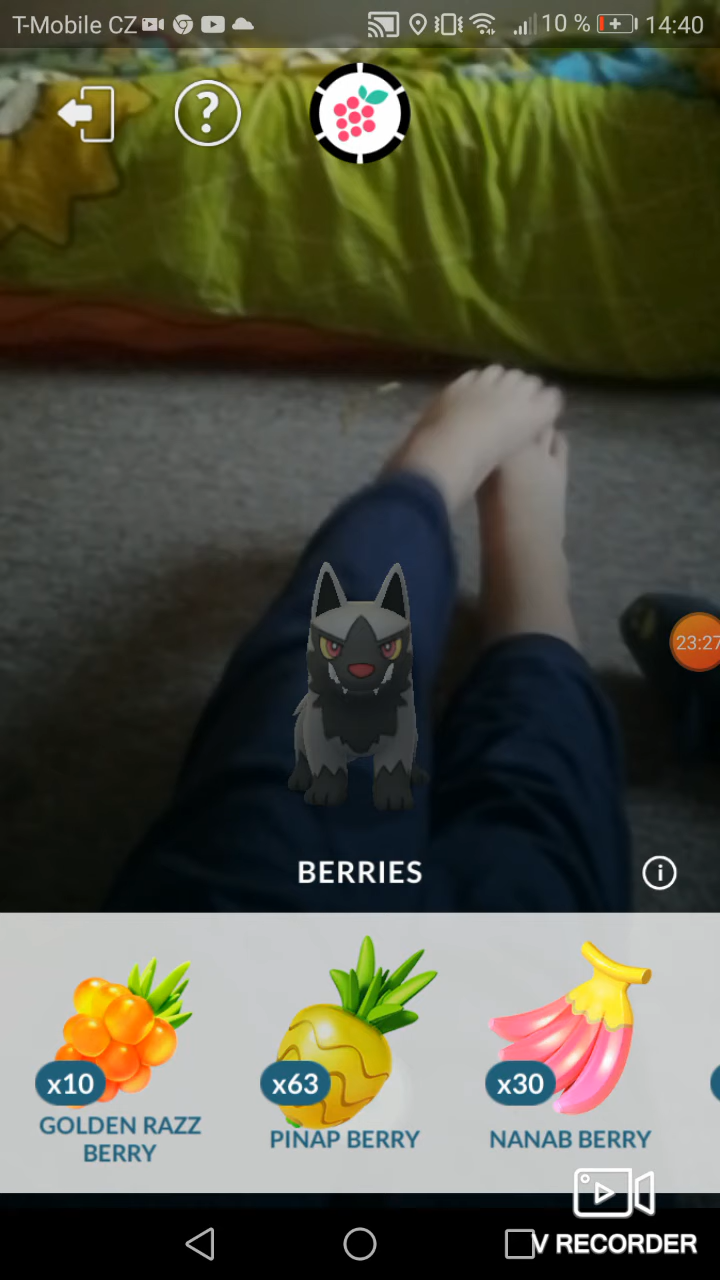 T-Mobile CZ 10 % 14:40
?
23:27
BERRIES
i
x10 x63 x30
GOLDEN RAZZ BERRY
PINAP BERRY
NANAB BERRY
V RECORDER